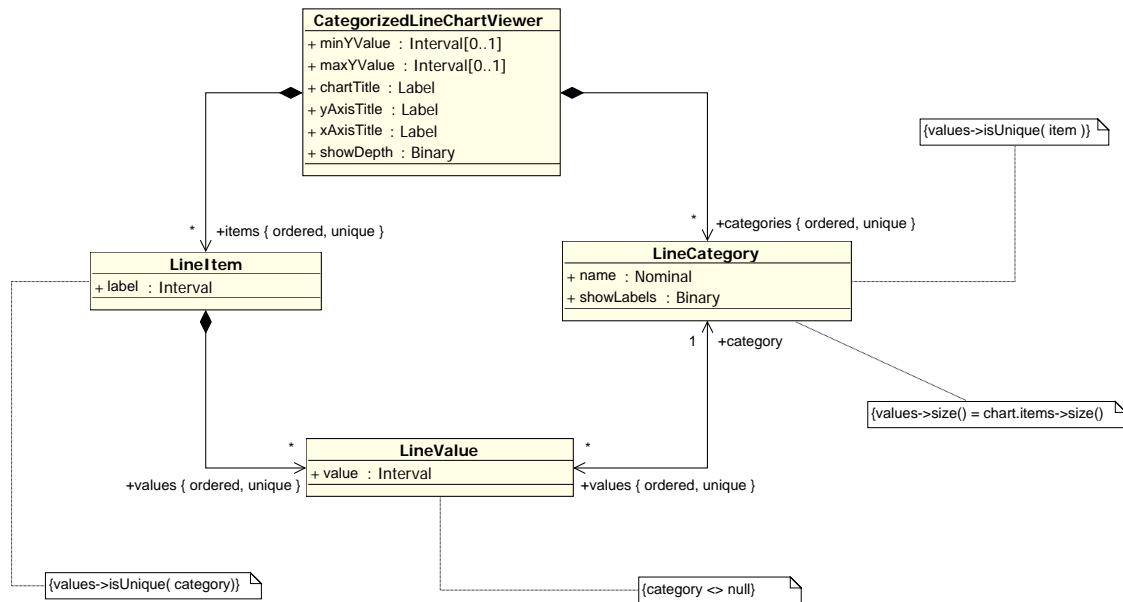 CategorizedLineChartViewer
+ minYValue : Interval[0..1]
+ maxYValue : Interval[0..1]
+ chartTitle : Label
+ yAxisTitle : Label
+ xAxisTitle : Label
+ showDepth : Binary
{values->isUnique( item )}
* +items { ordered, unique }
* +categories { ordered, unique }
LineItem
+ label : Interval
LineCategory
+ name : Nominal
+ showLabels : Binary
1 +category
{values->size() = chart.items->size()
* +values { ordered, unique }
LineValue
+ value : Interval
* +values { ordered, unique }
{values->isUnique( category)}
{category <> null}